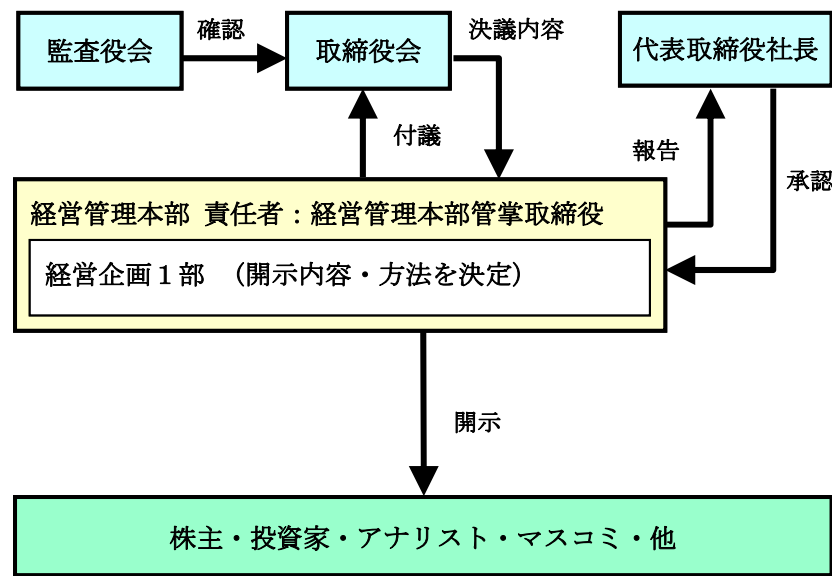 監査役会
確認
取締役会
決議内容
代表取締役社長
付議
報告
承認
経営管理本部 責任者：経営管理本部管掌取締役
経営企画１部 （開示内容・方法を決定）
開示
株主・投資家・アナリスト・マスコミ・他